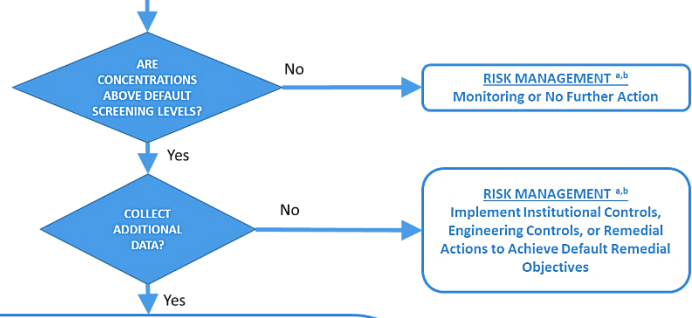 ARE
CONCENTRATIONS
ABOVE DEFAULT
SCREENING LEVELS?
No
RISK MANAGEMENT a,b
Monitoring or No Further Action
Yes
COLLECT
ADDITIONAL
DATA?
No
RISK MANAGEMENT a,b
Implement Institutional Controls,
Engineering Controls, or Remedial
Actions to Achieve Default Remedial
Objectives
Yes